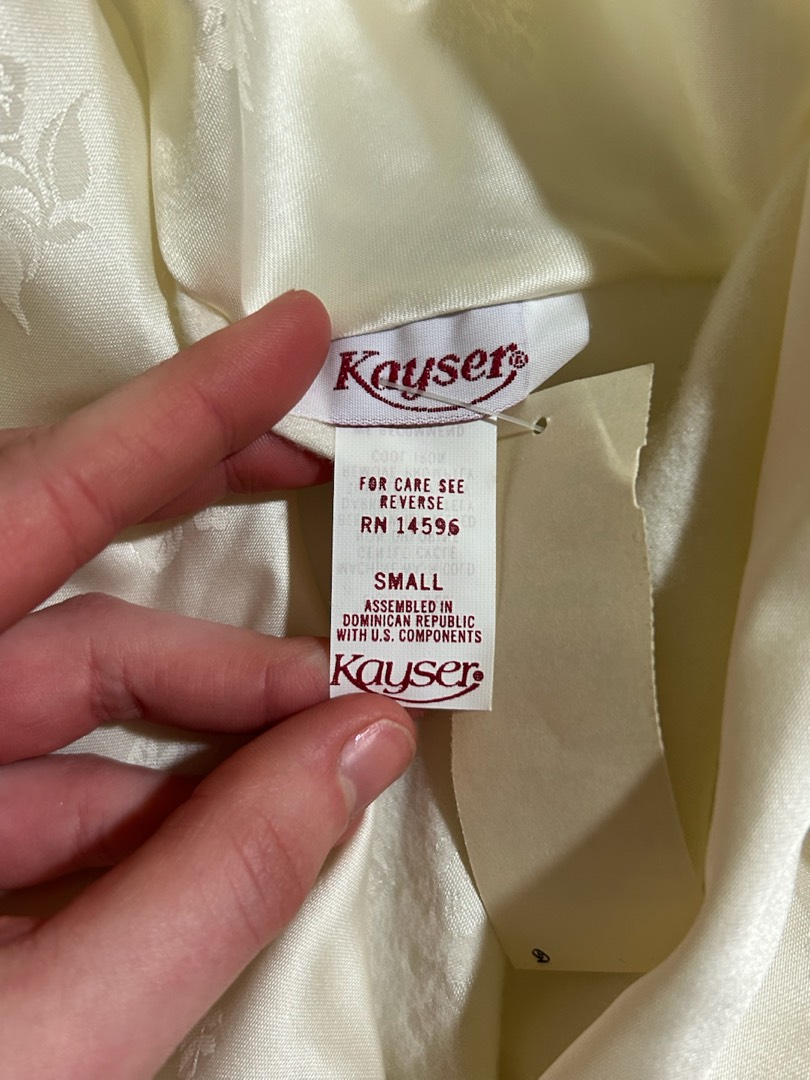 Kayser®
FOR CARE SEE
REVERSE
RN 14596
SMALL
ASSEMBLED IN
DOMINICAN REPUBLIC
WITH U.S. COMPONENTS
Kayser®